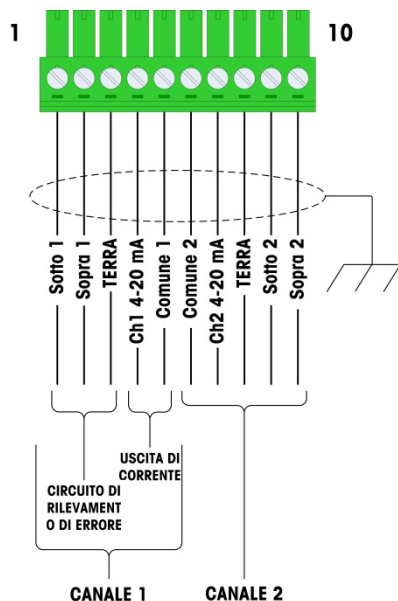 1
10
Sotto 1
Sopra 1
TERRA
Ch1 4-20 mA
Comune 1
Comune 2
Ch2 4-20 mA
TERRA
Sotto 2
Sopra 2
USCITA DI
CORRENTE
CIRCUITO DI
RILEVAMENT
O DI ERRORE
CANALE 1
CANALE 2